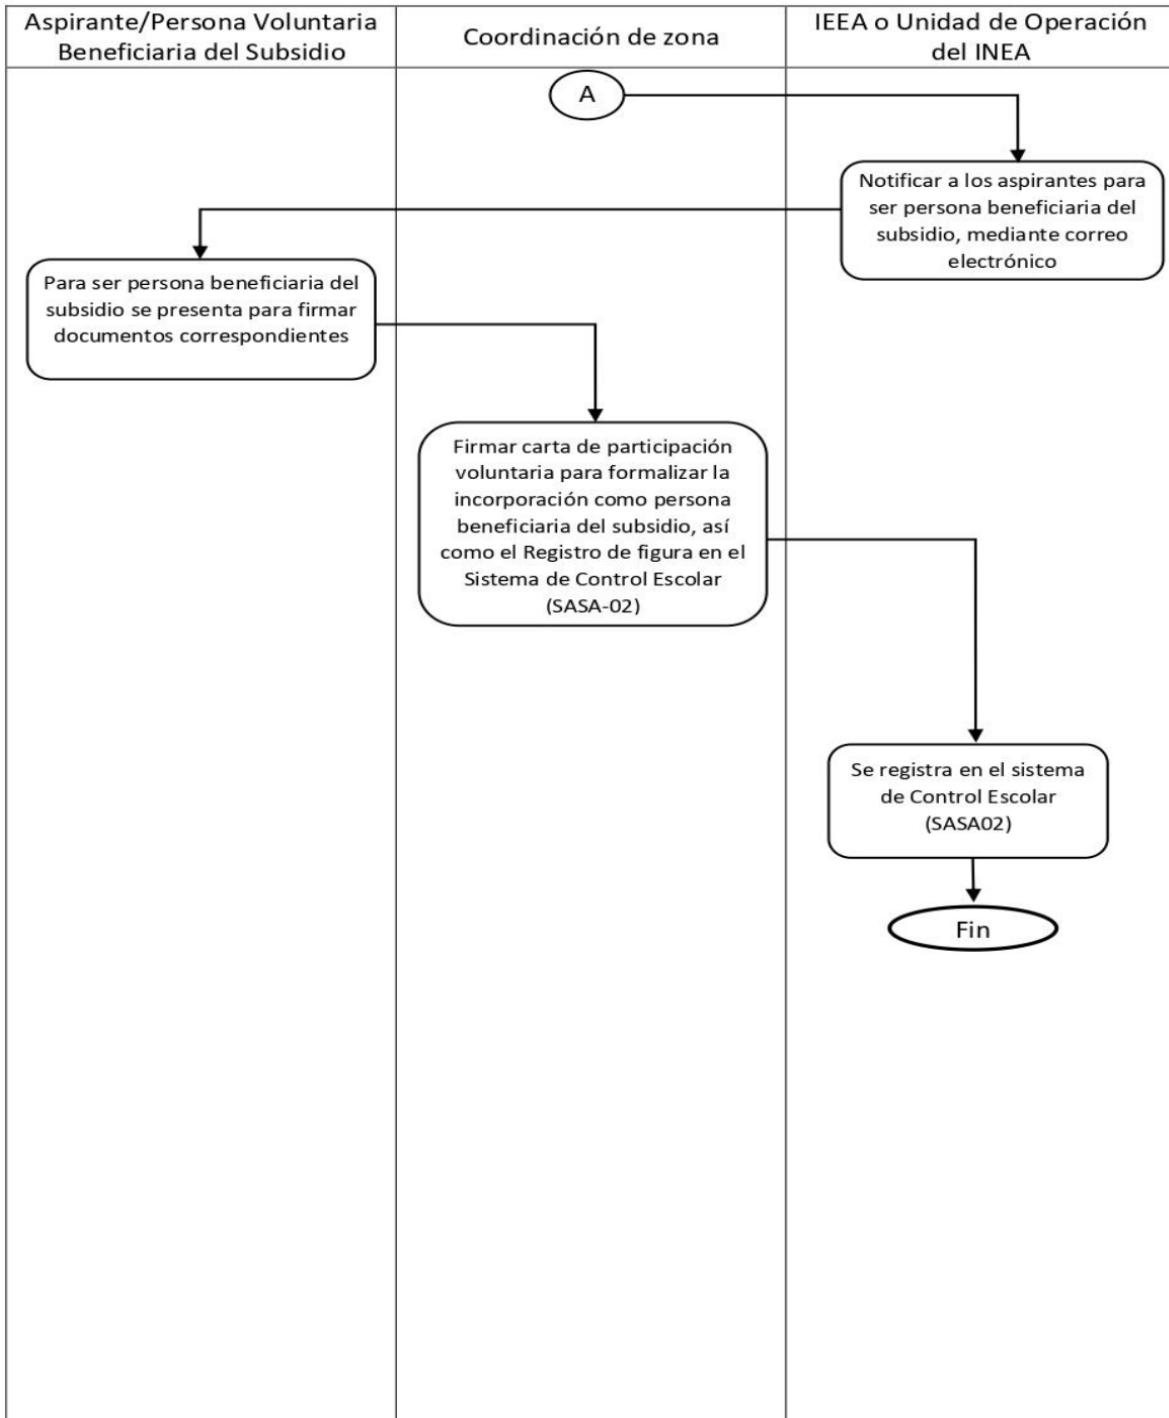 Aspirante/Persona Voluntaria
Beneficiaria del Subsidio
Coordinación de zona
IEEA o Unidad de Operación
del INEA
A
Notificar a los aspirantes para
ser persona beneficiaria del
subsidio, mediante correo
electrónico
Para ser persona beneficiaria del
subsidio se presenta para firmar
documentos correspondientes
Firmar carta de participación
voluntaria para formalizar la
incorporación como persona
beneficiaria del subsidio, así
como el Registro de figura en el
Sistema de Control Escolar
(SASA-02)
Se registra en el sistema
de Control Escolar
(SASA02)
Fin